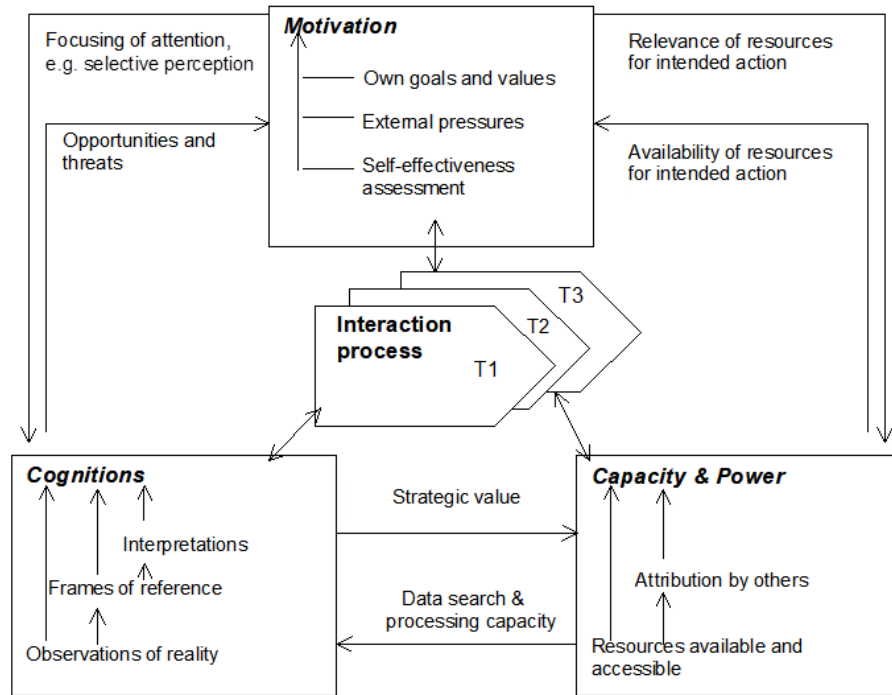 Motivation
Focusing of attention,
e.g. selective perception
Relevance of resources
for intended action
Own goals and values
External pressures
Opportunities and
threats
Self-effectiveness
assessment
Availability of resources
for intended action
T3
T2
Interaction
process
T1
Cognitions
Capacity & Power
Strategic value
Interpretations
Frames of reference
Attribution by others
Data search &
processing capacity
Observations of reality
Resources available and
accessible